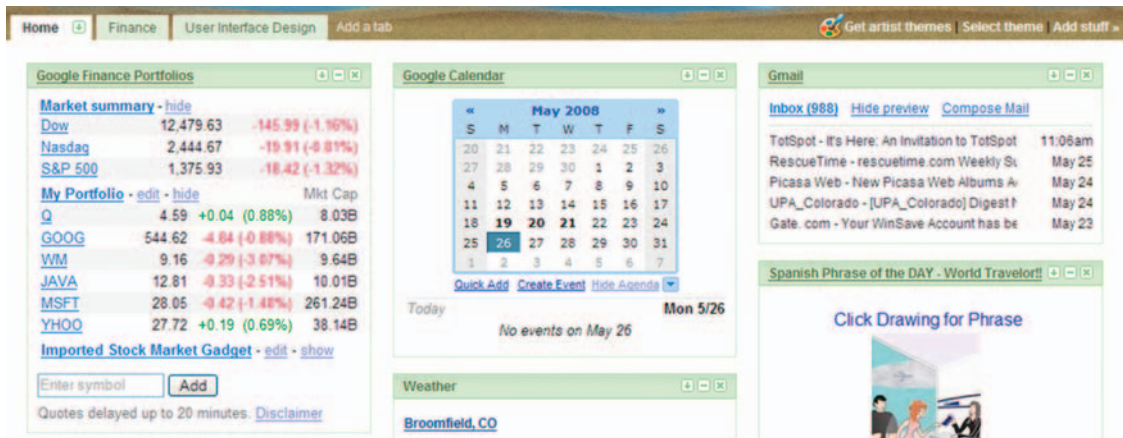 Home Finance User Interface Design Add a tab
Get artist themes | Select theme | Add stuff »
Google Finance Portfolios
Market summary - hide
Dow 12,479.63 -145.99 (-1.16%)
Nasdaq 2,444.67 -19.91 (-0.81%)
S&P 500 1,375.93 -18.42 (-1.32%)
My Portfolio - edit - hide Mkt Cap
Q 4.59 +0.04 (0.88%) 8.03B
GOOG 544.62 -4.84 (-0.88%) 171.06B
WM 9.16 -0.29 (-3.07%) 9.64B
JAVA 12.81 -0.33 (-2.51%) 10.01B
MSFT 28.05 -0.42 (-1.48%) 261.24B
YHOO 27.72 +0.19 (0.69%) 38.14B
Imported Stock Market Gadget - edit - show
Enter symbol Add
Quotes delayed up to 20 minutes. Disclaimer
Google Calendar
« May 2008 »
S M T W T F S
20 21 22 23 24 25 26
27 28 29 30 1 2 3
4 5 6 7 8 9 10
11 12 13 14 15 16 17
18 19 20 21 22 23 24
25 26 27 28 29 30 31
1 2 3 4 5 6 7
Quick Add Create Event Hide Agenda
Today Mon 5/26
No events on May 26
Weather
Broomfield, CO
Gmail
Inbox (988) Hide preview Compose Mail
TotSpot - It's Here: An Invitation to TotSpot 11:06am
RescueTime - rescuetime.com Weekly Su May 25
Picasa Web - New Picasa Web Albums A May 24
UPA_Colorado - [UPA_Colorado] Digest May 24
Gate. com - Your WinSave Account has be May 23
Spanish Phrase of the DAY - World Travelor!!
Click Drawing for Phrase